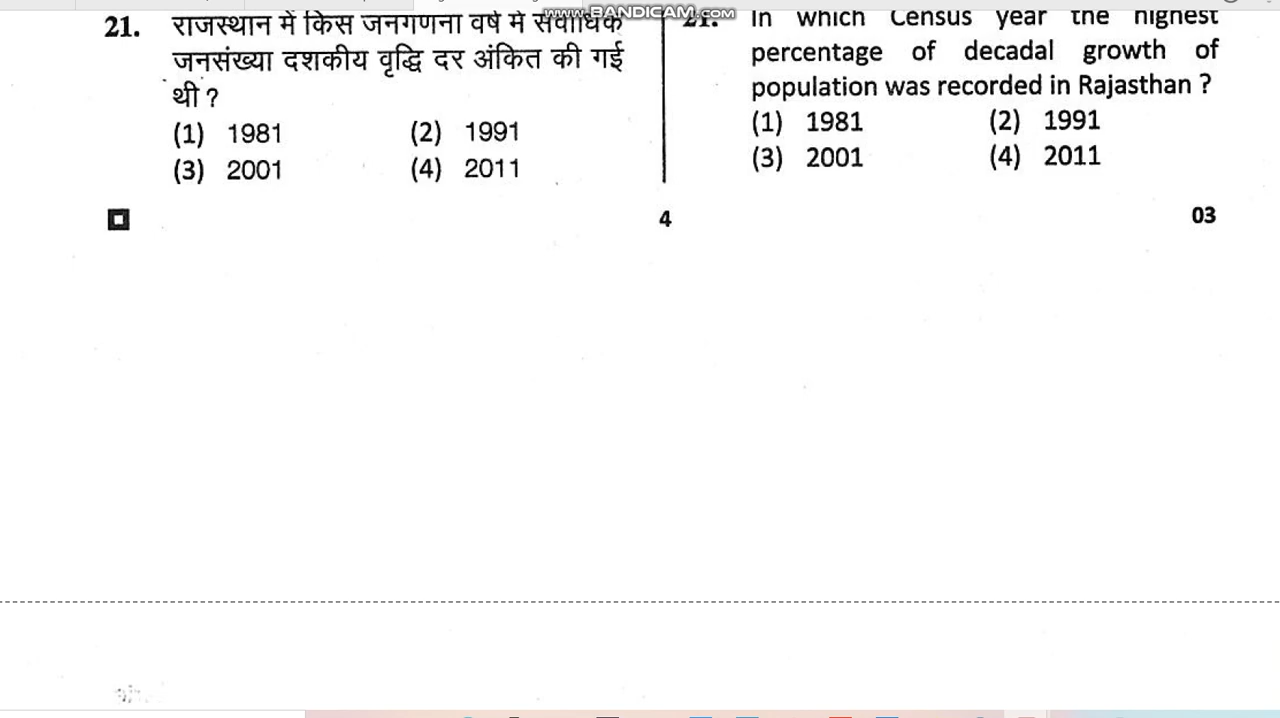 www.BANDICAM.com
21. राजस्थान में किस जनगणना वर्ष में सर्वाधिक
जनसंख्या दशकीय वृद्धि दर अंकित की गई
थी ?
(1) 1981 (2) 1991
(3) 2001 (4) 2011
21. In which Census year the highest
percentage of decadal growth of
population was recorded in Rajasthan ?
(1) 1981 (2) 1991
(3) 2001 (4) 2011
4
03